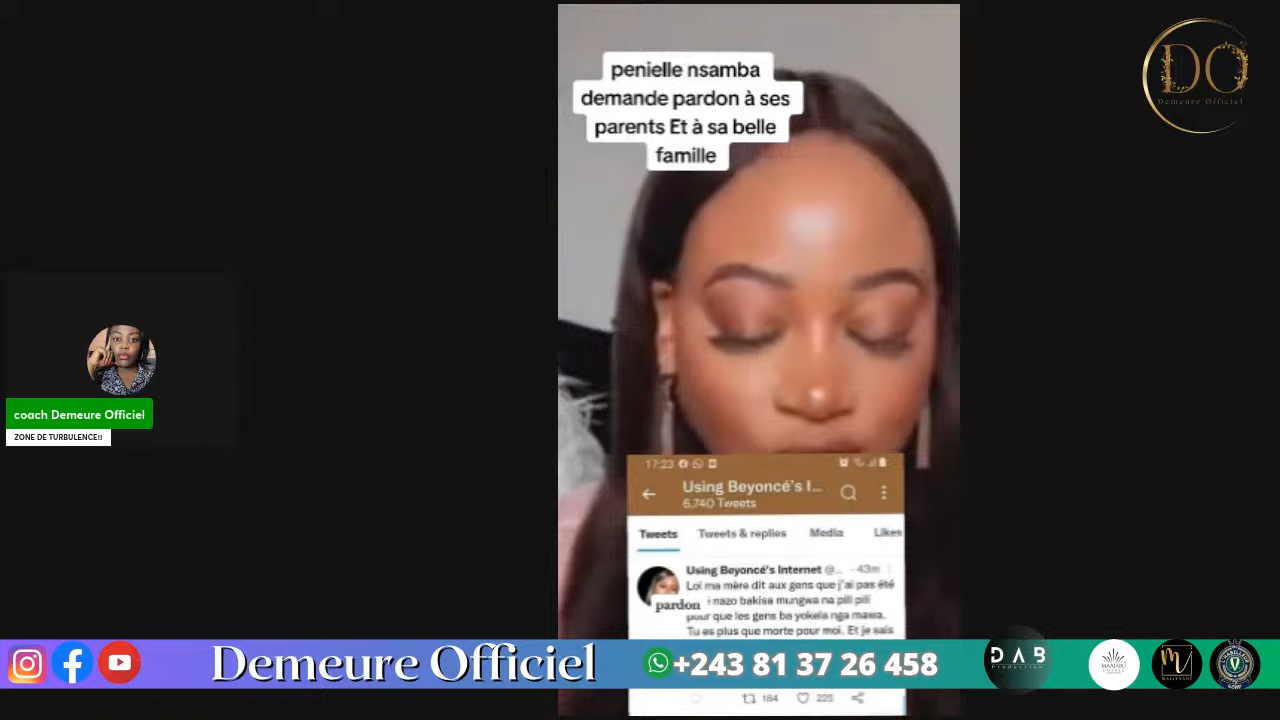 penielle nsamba
demande pardon à ses
parents Et à sa belle
famille
DO
Demeure Officiel
coach Demeure Officiel
ZONE DE TURBULENCE!!
17:23
Using Beyoncé's I...
6,740 Tweets
Tweets Tweets & replies Media Likes
Using Beyoncé's Internet @... · 43m
Lol ma mère dit aux gens que j'ai pas été
nazo bakisa mungwa na pili pili
pardon
pour que les gens ba yokela nga mawa.
Tu es plus que morte pour moi. Et je sais
184 225
Demeure Officiel
+243 81 37 26 458
DAB
Production
MAAJABU